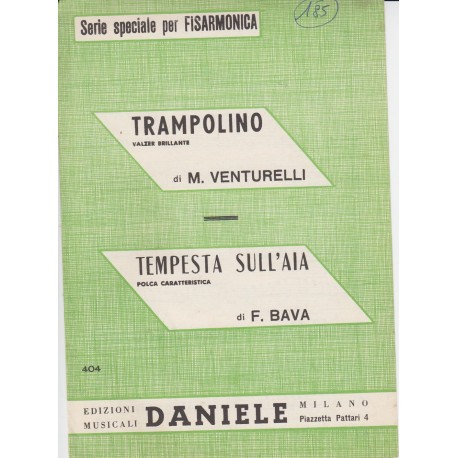 Serie speciale per FISARMONICA
185
TRAMPOLINO
VALZER BRILLANTE
di M. VENTURELLI
TEMPESTA SULL'AIA
POLCA CARATTERISTICA
di F. BAVA
404
EDIZIONI MUSICALI
DANIELE
MILANO
Piazzetta Pattari 4